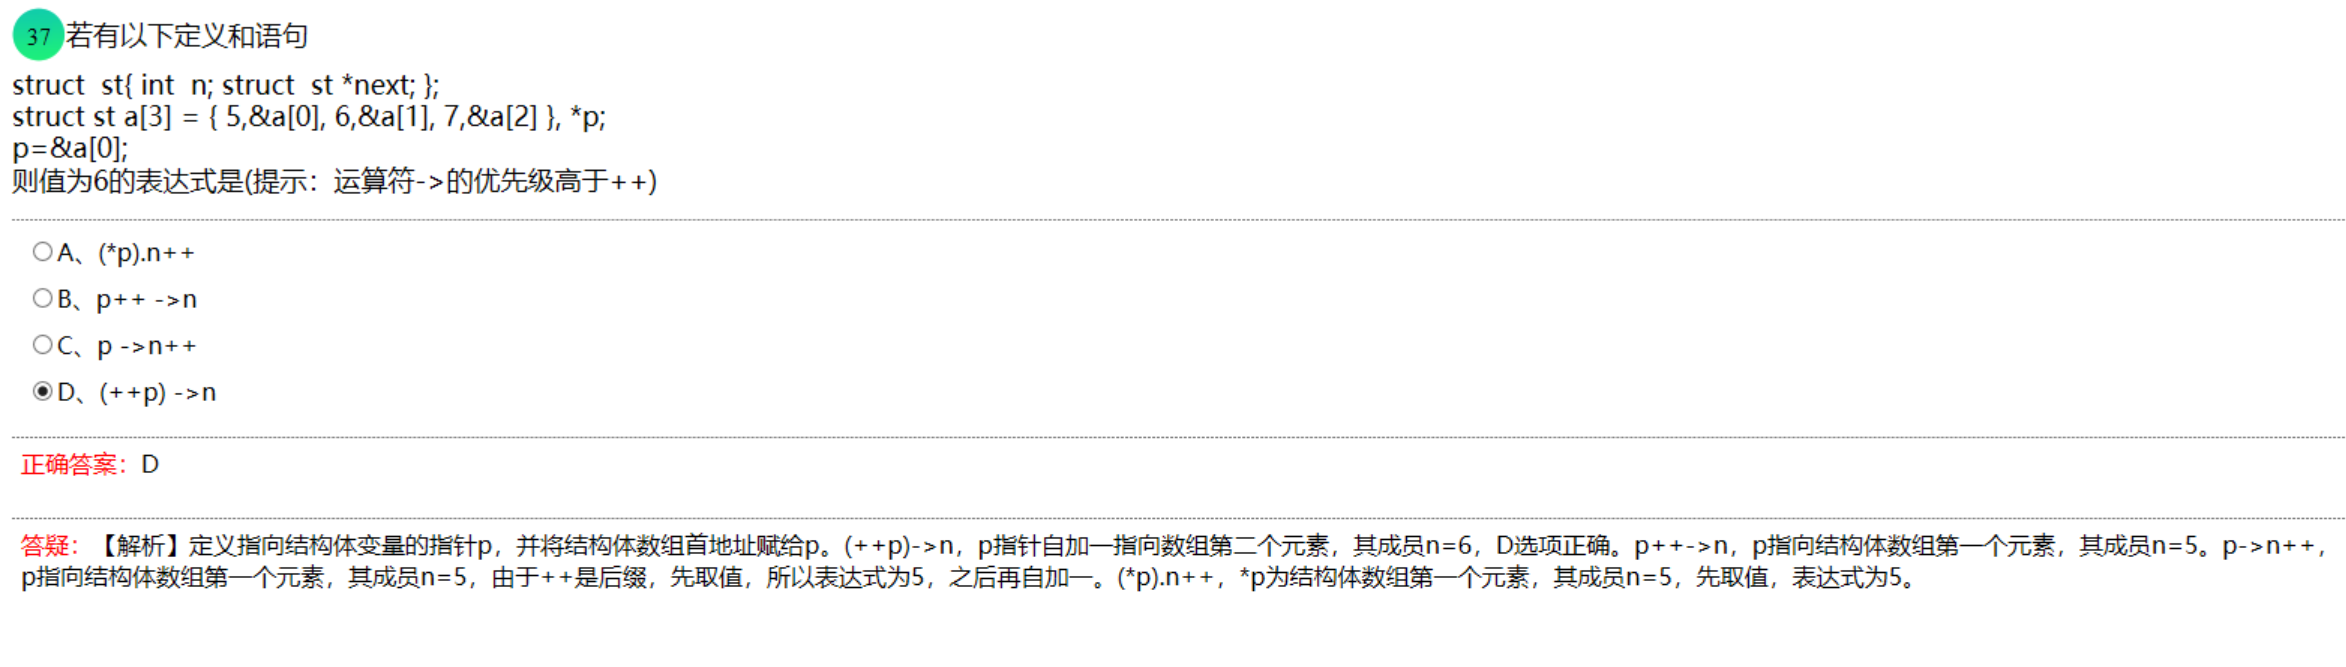 37 若有以下定义和语句
struct  st{ int  n; struct  st *next; };
struct st a[3] = { 5,&a[0], 6,&a[1], 7,&a[2] }, *p;
p=&a[0];
则值为6的表达式是(提示：运算符->的优先级高于++)
A、(*p).n++
B、p++ ->n
C、p ->n++
D、(++p) ->n
正确答案：D
答疑：【解析】定义指向结构体变量的指针p，并将结构体数组首地址赋给p。(++p)->n，p指针自加一指向数组第二个元素，其成员n=6，D选项正确。p++->n，p指向结构体数组第一个元素，其成员n=5。p->n++，
p指向结构体数组第一个元素，其成员n=5，由于++是后缀，先取值，所以表达式为5，之后再自加一。(*p).n++，*p为结构体数组第一个元素，其成员n=5，先取值，表达式为5。